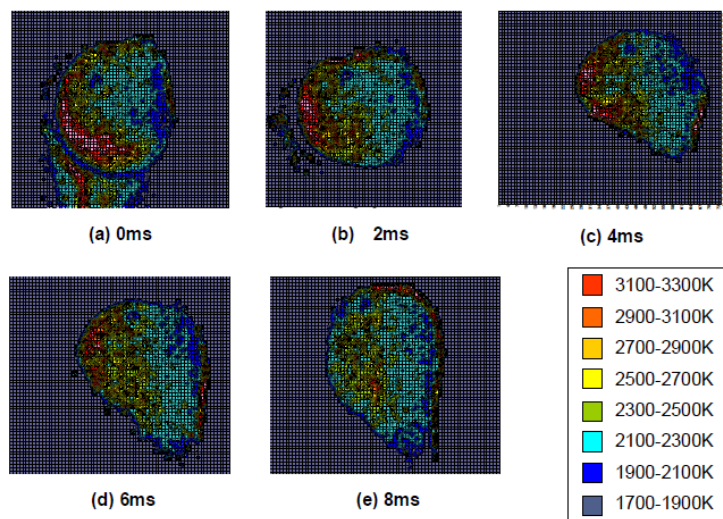 (a) 0ms
(b) 2ms
(c) 4ms
(d) 6ms
(e) 8ms
3100-3300K
2900-3100K
2700-2900K
2500-2700K
2300-2500K
2100-2300K
1900-2100K
1700-1900K